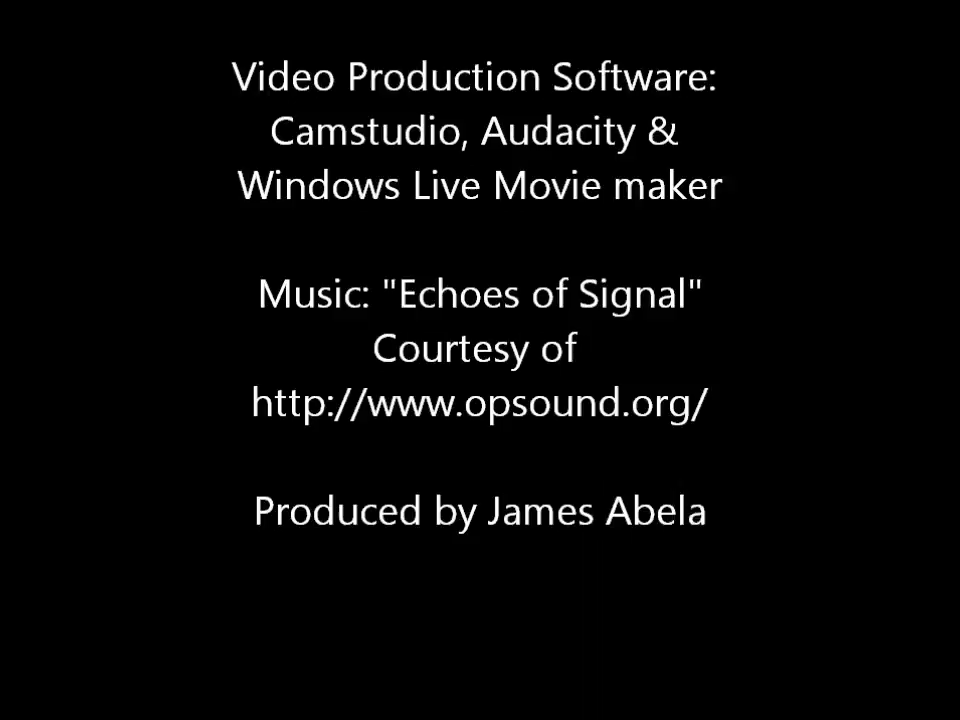 Video Production Software:
Camstudio, Audacity &
Windows Live Movie maker
Music: "Echoes of Signal"
Courtesy of
http://www.opsound.org/
Produced by James Abela